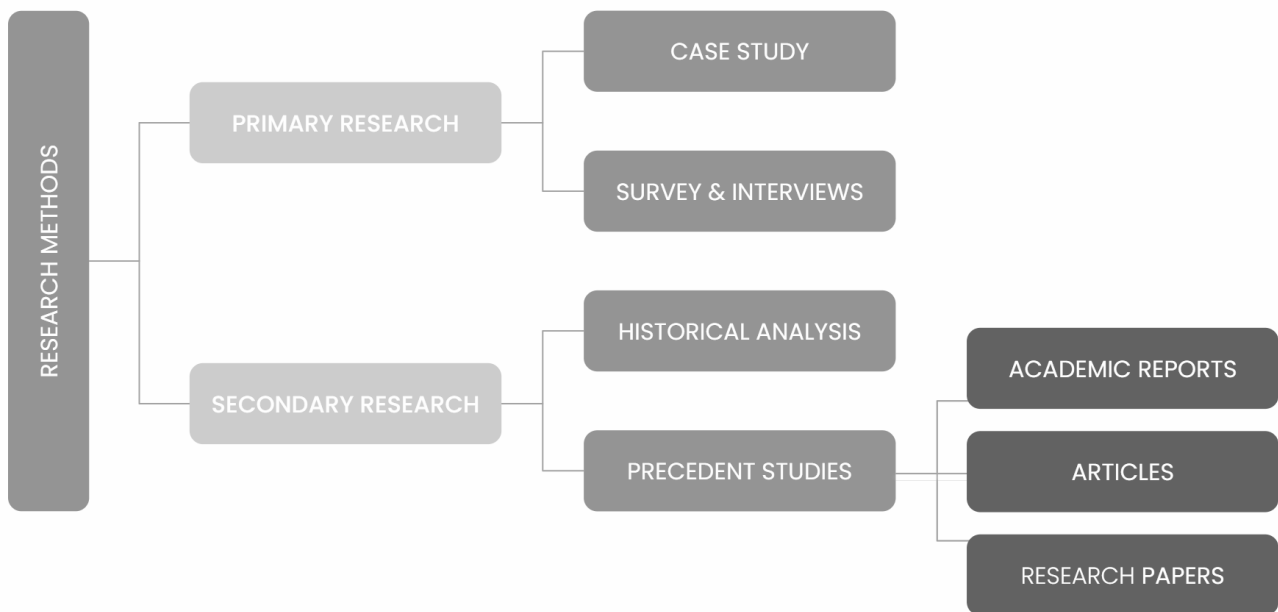 RESEARCH METHODS
PRIMARY RESEARCH
CASE STUDY
SURVEY & INTERVIEWS
SECONDARY RESEARCH
HISTORICAL ANALYSIS
PRECEDENT STUDIES
ACADEMIC REPORTS
ARTICLES
RESEARCH PAPERS